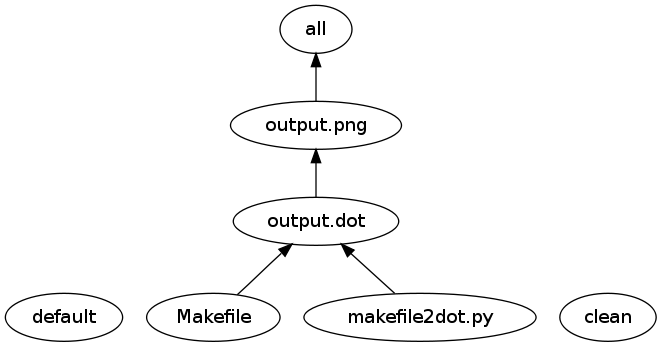 all
output.png
output.dot
default
Makefile
makefile2dot.py
clean